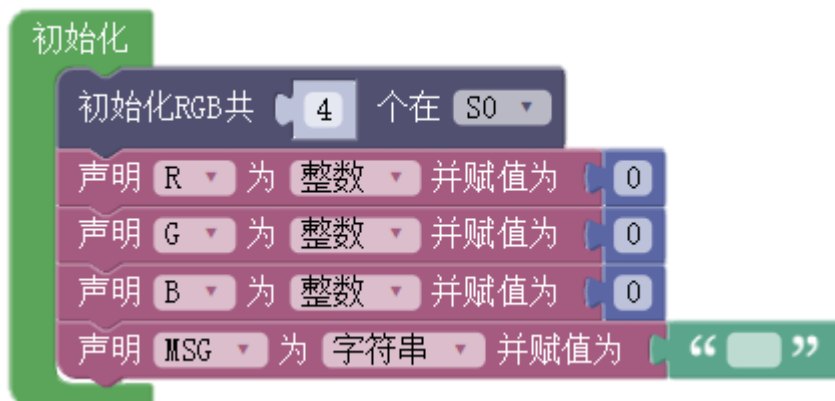 初始化
初始化RGB共 4 个在 S0
声明 R 为 整数 并赋值为 0
声明 G 为 整数 并赋值为 0
声明 B 为 整数 并赋值为 0
声明 MSG 为 字符串 并赋值为 “ ”